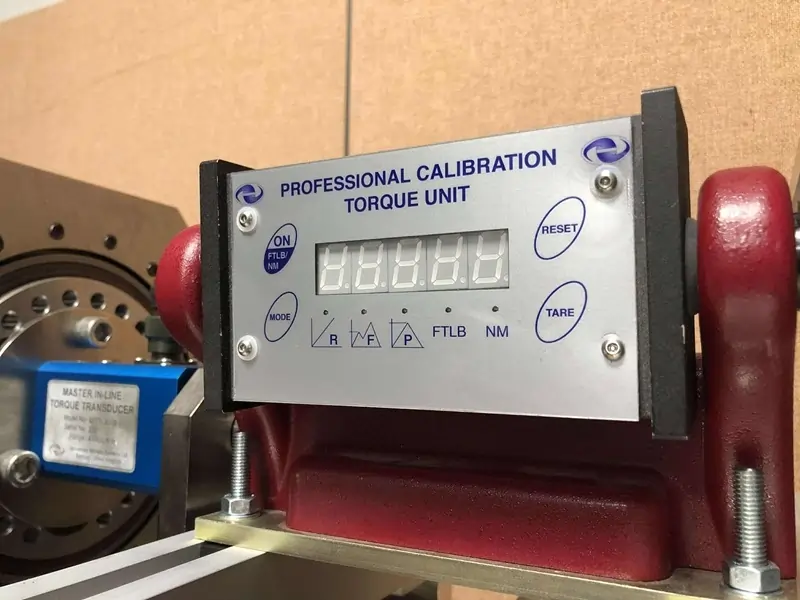 PROFESSIONAL CALIBRATION
TORQUE UNIT
ON
FTLB/
NM
RESET
MODE
TARE
R
F
P
FTLB
NM
MASTER IN-LINE
TORQUE TRANSDUCER